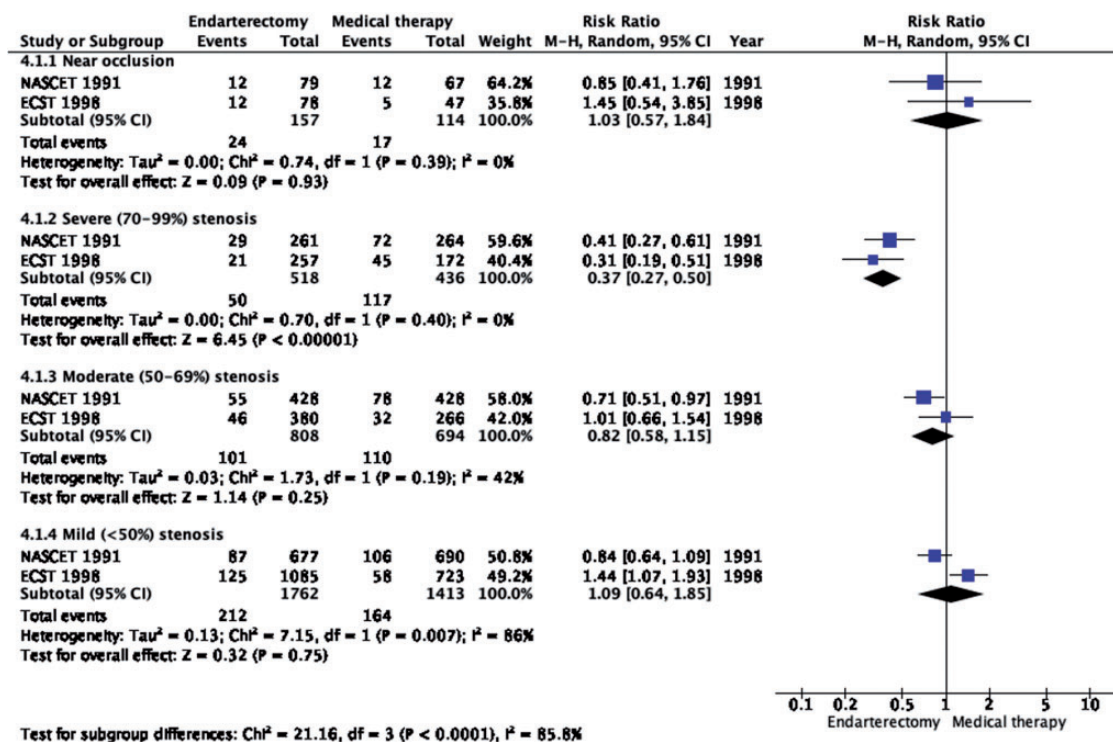 Endarterectomy Medical therapy Risk Ratio Risk Ratio
Study or Subgroup Events Total Events Total Weight M-H, Random, 95% CI Year M-H, Random, 95% CI
4.1.1 Near occlusion
NASCET 1991 12 79 12 67 64.2% 0.85 [0.41, 1.76] 1991
ECST 1998 12 78 5 47 35.8% 1.45 [0.54, 3.85] 1998
Subtotal (95% CI) 157 114 100.0% 1.03 [0.57, 1.84]
Total events 24 17
Heterogeneity: Tau² = 0.00; Chi² = 0.74, df = 1 (P = 0.39); I² = 0%
Test for overall effect: Z = 0.09 (P = 0.93)
4.1.2 Severe (70-99%) stenosis
NASCET 1991 29 261 72 264 59.6% 0.41 [0.27, 0.61] 1991
ECST 1998 21 257 45 172 40.4% 0.31 [0.19, 0.51] 1998
Subtotal (95% CI) 518 436 100.0% 0.37 [0.27, 0.50]
Total events 50 117
Heterogeneity: Tau² = 0.00; Chi² = 0.70, df = 1 (P = 0.40); I² = 0%
Test for overall effect: Z = 6.45 (P < 0.00001)
4.1.3 Moderate (50-69%) stenosis
NASCET 1991 55 428 78 428 58.0% 0.71 [0.51, 0.97] 1991
ECST 1998 46 380 32 266 42.0% 1.01 [0.66, 1.54] 1998
Subtotal (95% CI) 808 694 100.0% 0.82 [0.58, 1.15]
Total events 101 110
Heterogeneity: Tau² = 0.03; Chi² = 1.73, df = 1 (P = 0.19); I² = 42%
Test for overall effect: Z = 1.14 (P = 0.25)
4.1.4 Mild (<50%) stenosis
NASCET 1991 87 677 106 690 50.8% 0.84 [0.64, 1.09] 1991
ECST 1998 125 1085 58 723 49.2% 1.44 [1.07, 1.93] 1998
Subtotal (95% CI) 1762 1413 100.0% 1.09 [0.64, 1.85]
Total events 212 164
Heterogeneity: Tau² = 0.13; Chi² = 7.15, df = 1 (P = 0.007); I² = 86%
Test for overall effect: Z = 0.32 (P = 0.75)
0.1 0.2 0.5 1 2 5 10
Endarterectomy Medical therapy
Test for subgroup differences: Chi² = 21.16, df = 3 (P < 0.0001), I² = 85.8%